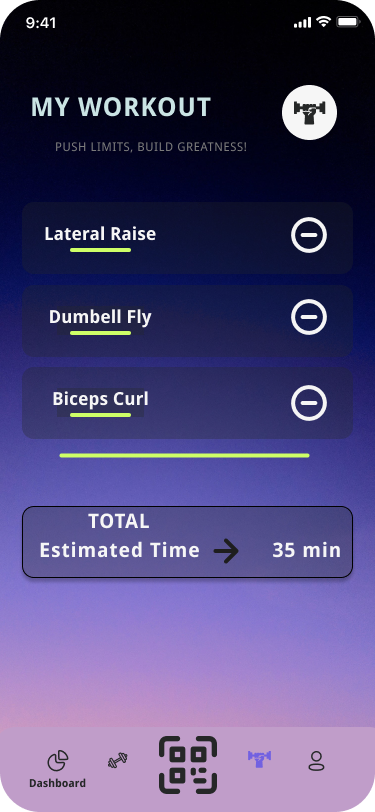 9:41
MY WORKOUT
PUSH LIMITS, BUILD GREATNESS!
Lateral Raise
Dumbell Fly
Biceps Curl
TOTAL
Estimated Time 35 min
Dashboard